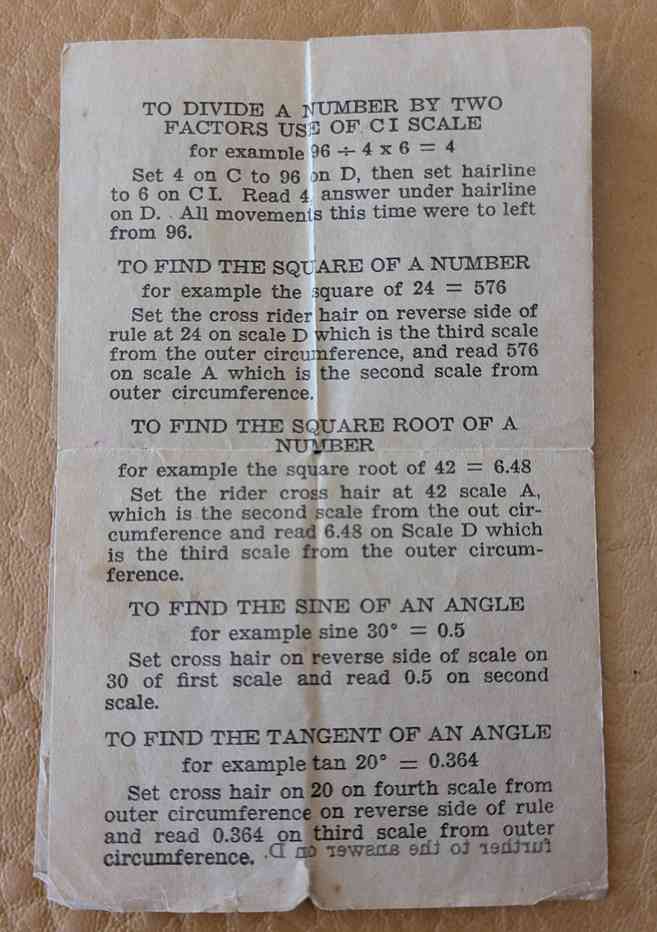 TO DIVIDE A NUMBER BY TWO
FACTORS USE OF C I SCALE
for example 96 ÷ 4 x 6 = 4
Set 4 on C to 96 on D, then set hairline
to 6 on C I. Read 4 answer under hairline
on D. All movements this time were to left
from 96.
TO FIND THE SQUARE OF A NUMBER
for example the square of 24 = 576
Set the cross rider hair on reverse side of
rule at 24 on scale D which is the third scale
from the outer circumference, and read 576
on scale A which is the second scale from
outer circumference.
TO FIND THE SQUARE ROOT OF A
NUMBER
for example the square root of 42 = 6.48
Set the rider cross hair at 42 scale A,
which is the second scale from the out cir-
cumference and read 6.48 on Scale D which
is the third scale from the outer circum-
ference.
TO FIND THE SINE OF AN ANGLE
for example sine 30° = 0.5
Set cross hair on reverse side of scale on
30 of first scale and read 0.5 on second
scale.
TO FIND THE TANGENT OF AN ANGLE
for example tan 20° = 0.364
Set cross hair on 20 on fourth scale from
outer circumference on reverse side of rule
and read 0.364 on third scale from outer
circumference.
further to the answer on D.